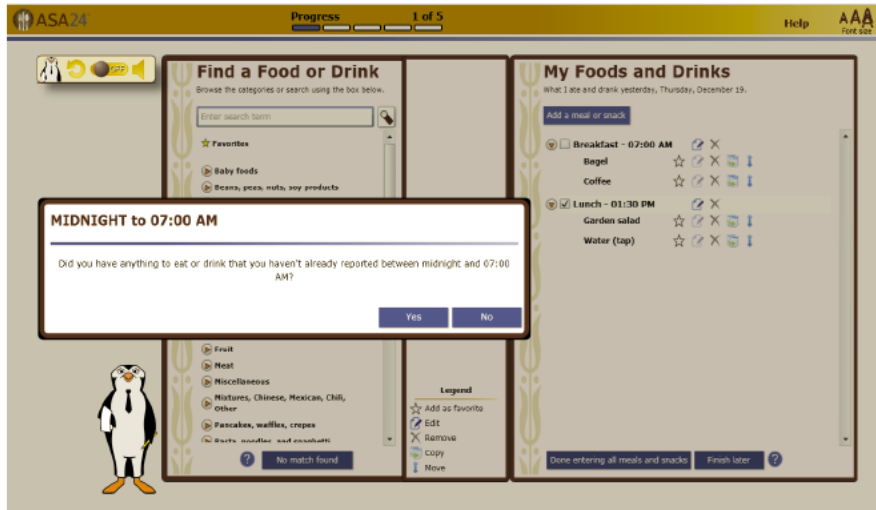 ASA24
Progress 1 of 5
Help
AAA
Font size
OFF
Find a Food or Drink
Browse the categories or search using the box below.
Enter search term
Favorites
Baby foods
Beans, peas, nuts, soy products
MIDNIGHT to 07:00 AM
Did you have anything to eat or drink that you haven't already reported between midnight and 07:00
AM?
Yes No
Fruit
Meat
Miscellaneous
Mixtures, Chinese, Mexican, Chili,
Other
Pancakes, waffles, crepes
Pasta, noodles, and spaghetti
? No match found
Legend
Add as favorite
Edit
Remove
Copy
Move
My Foods and Drinks
What I ate and drank yesterday, Thursday, December 19.
Add a meal or snack
Breakfast - 07:00 AM
Bagel
Coffee
Lunch - 01:30 PM
Garden salad
Water (tap)
Done entering all meals and snacks Finish later ?